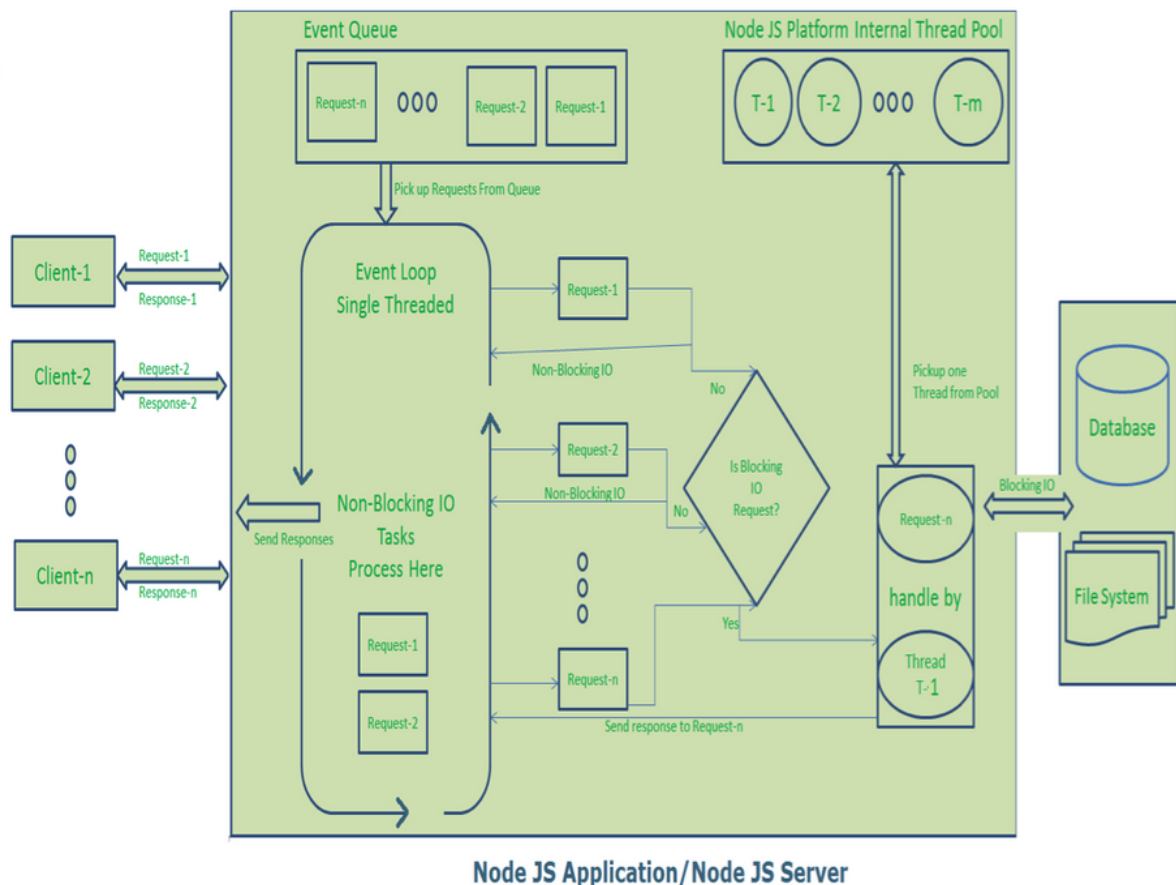 Event Queue
Node JS Platform Internal Thread Pool
Request-n
Request-2
Request-1
T-1
T-2
T-m
Pick up Requests From Queue
Client-1
Request-1
Response-1
Event Loop
Single Threaded
Request-1
Non-Blocking IO
No
Client-2
Request-2
Response-2
Pickup one
Thread from Pool
Database
Request-2
Non-Blocking IO
No
Is Blocking
IO
Request?
Blocking IO
Non-Blocking IO
Tasks
Process Here
Send Responses
Request-n
handle by
Thread
T-1
Client-n
Request-n
Response-n
File System
Yes
Request-1
Request-2
Request-n
Send response to Request-n
Node JS Application/Node JS Server